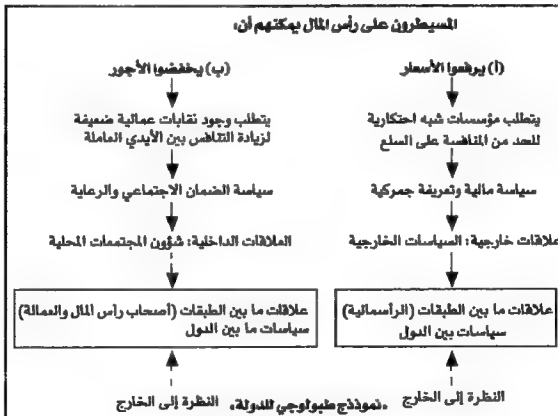 المسيطرون على رأس المال يمكنهم أن:
(أ) يرفعوا الأسعار
يتطلب مؤسسات شبه احتكارية
للحد من المنافسة على السلع
سياسة مالية وتعريفة جمركية
علاقات خارجية: السياسات الخارجية
علاقات ما بين الطبقات (الرأسمالية)
سياسات بين الدول
النظرة إلى الخارج
(ب) يخفضوا الأجور
يتطلب وجود نقابات عمالية ضعيفة
لزيادة التنافس بين الأيدي العاملة
سياسة الضمان الاجتماعي والرعاية
العلاقات الداخلية: شؤون المجتمعات المحلية
علاقات ما بين الطبقات (أصحاب رأس المال والعمالة)
سياسات ما بين الدول
النظرة إلى الخارج
«نموذج طبولوجي للدولة»